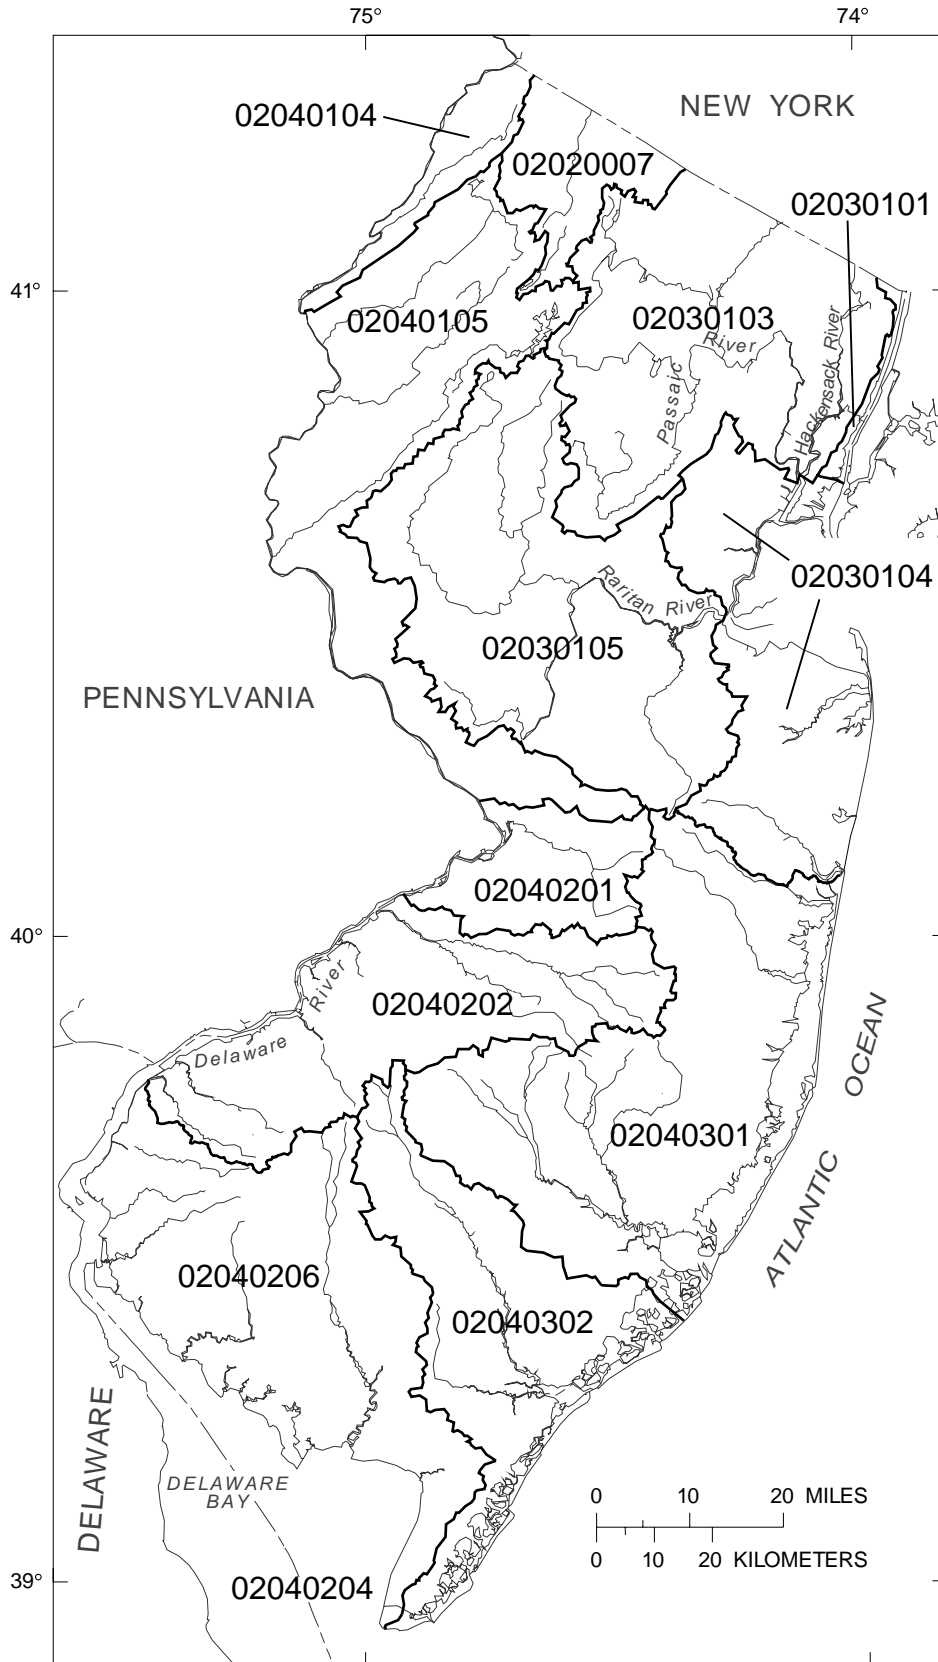 75°
74°
NEW YORK
02040104
02020007
02030101
41°
02040105
02030103
River
Passaic
Hackensack River
02030104
Raritan River
02030105
PENNSYLVANIA
02040201
40°
02040202
River
Delaware
OCEAN
ATLANTIC
02040301
02040206
02040302
DELAWARE
DELAWARE
BAY
0 10 20 MILES
0 10 20 KILOMETERS
39°
02040204